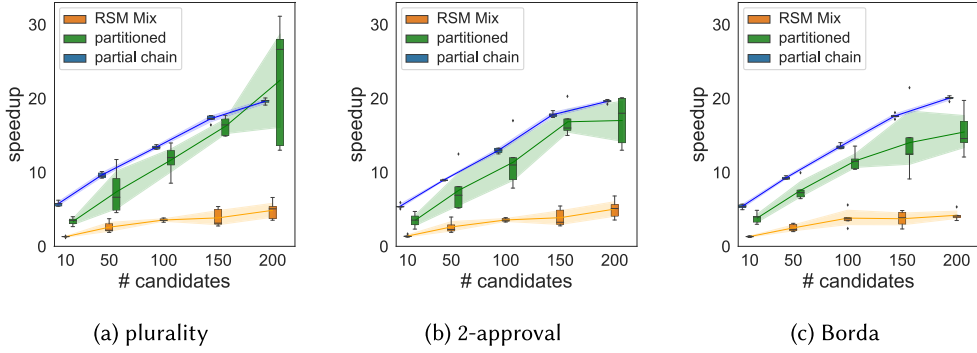 RSM Mix
partitioned
partial chain
speedup
30
20
10
0
10 50 100 150 200
# candidates
(a) plurality
RSM Mix
partitioned
partial chain
speedup
30
20
10
0
10 50 100 150 200
# candidates
(b) 2-approval
RSM Mix
partitioned
partial chain
speedup
30
20
10
0
10 50 100 150 200
# candidates
(c) Borda